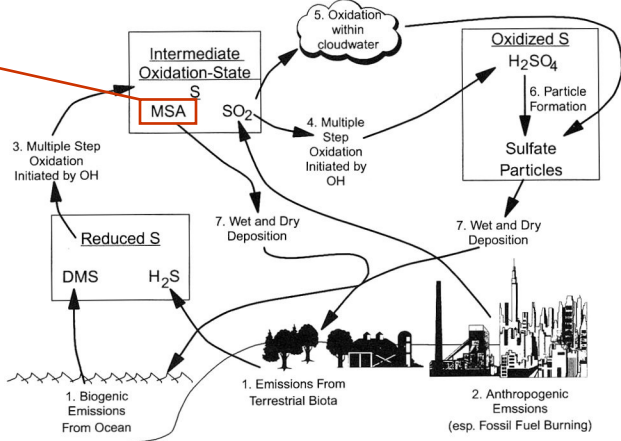 5. Oxidation
within
cloudwater
Intermediate
Oxidation-State
S
MSA
SO₂
Oxidized S
H₂SO₄
6. Particle
Formation
Sulfate
Particles
3. Multiple Step
Oxidation
Initiated by OH
4. Multiple
Step
Oxidation
Initiated by
OH
7. Wet and Dry
Deposition
7. Wet and Dry
Deposition
Reduced S
DMS
H₂S
1. Biogenic
Emissions
From Ocean
1. Emissions From
Terrestrial Biota
2. Anthropogenic
Emssions
(esp. Fossil Fuel Burning)